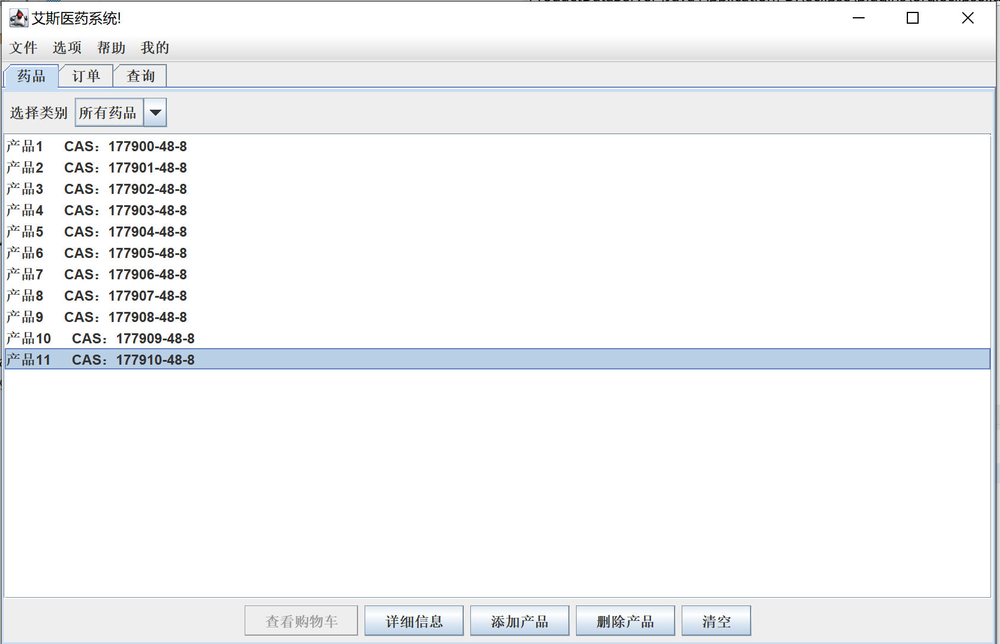 艾斯医药系统!
文件 选项 帮助 我的
药品 订单 查询
选择类别 所有药品
产品1 CAS：177900-48-8
产品2 CAS：177901-48-8
产品3 CAS：177902-48-8
产品4 CAS：177903-48-8
产品5 CAS：177904-48-8
产品6 CAS：177905-48-8
产品7 CAS：177906-48-8
产品8 CAS：177907-48-8
产品9 CAS：177908-48-8
产品10 CAS：177909-48-8
产品11 CAS：177910-48-8
查看购物车 详细信息 添加产品 删除产品 清空